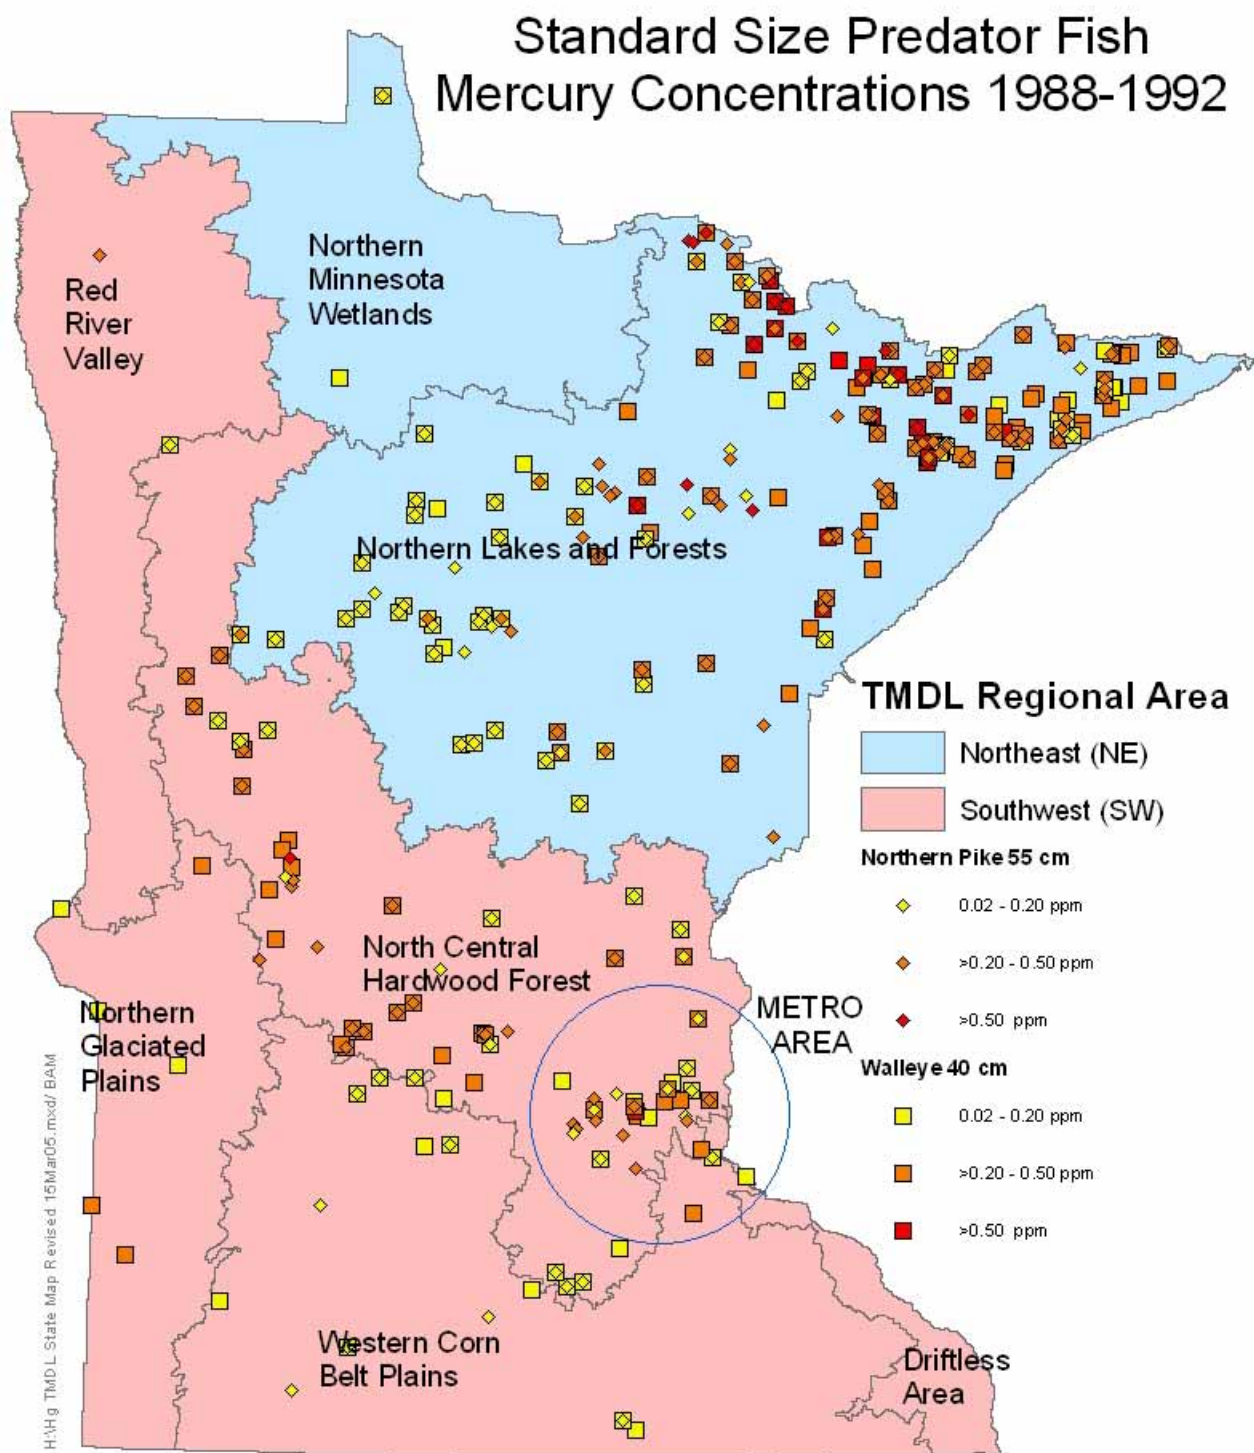 Standard Size Predator Fish
Mercury Concentrations 1988-1992
Northern
Minnesota
Wetlands
Red
River
Valley
Northern Lakes and Forests
TMDL Regional Area
Northeast (NE)
Southwest (SW)
Northern Pike 55 cm
0.02 - 0.20 ppm
>0.20 - 0.50 ppm
>0.50 ppm
Walleye 40 cm
0.02 - 0.20 ppm
>0.20 - 0.50 ppm
>0.50 ppm
North Central
Hardwood Forest
METRO
AREA
Northern
Glaciated
Plains
Western Corn
Belt Plains
Driftless
Area
H:\Hg TMDL State Map Revised 15Mar05.mxd/ BAM